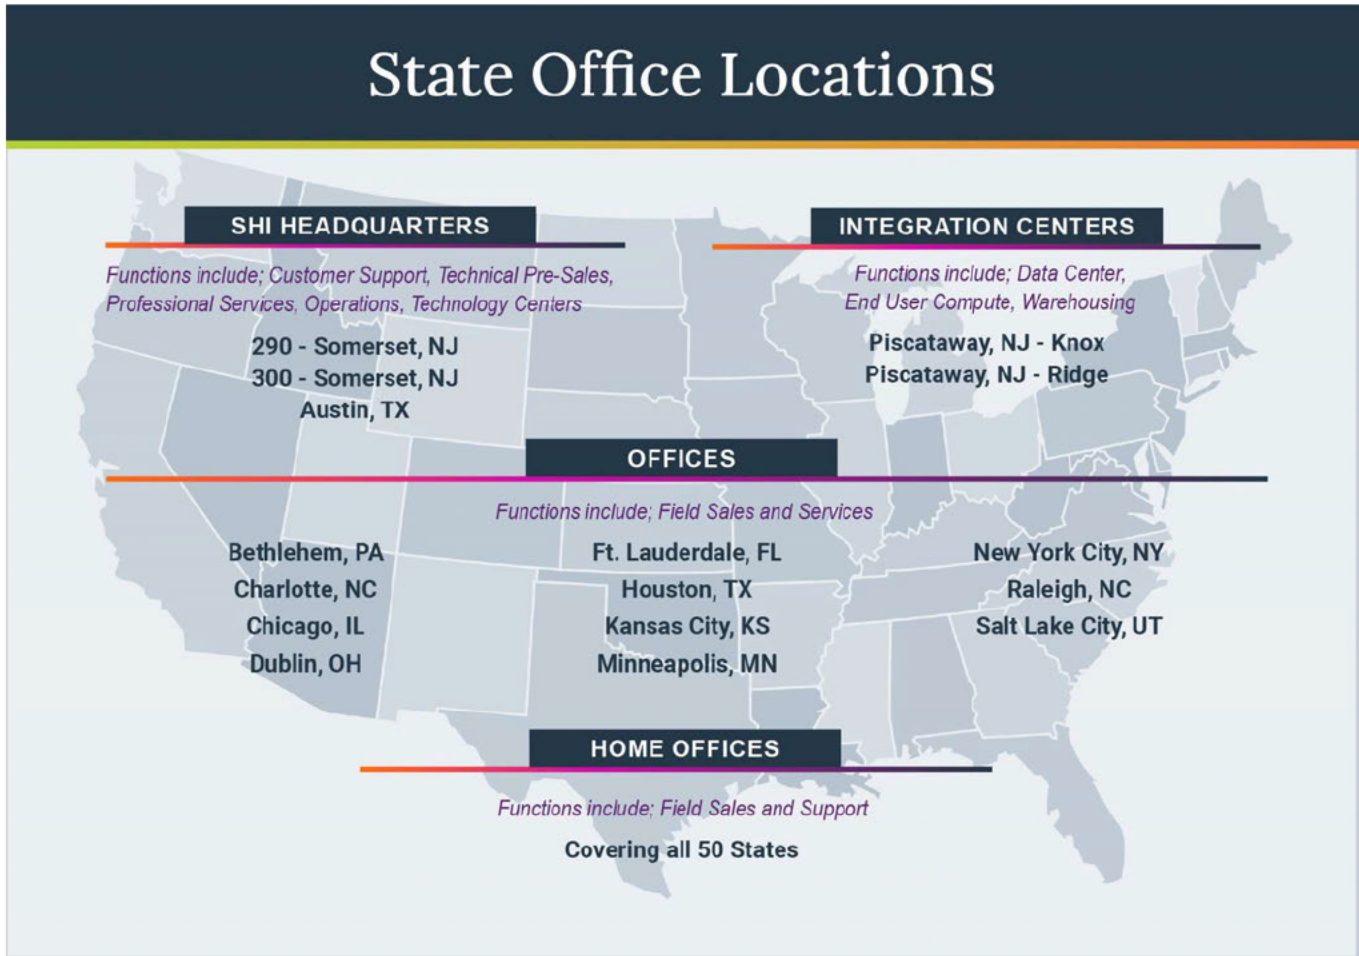 State Office Locations
SHI HEADQUARTERS
Functions include; Customer Support, Technical Pre-Sales,
Professional Services, Operations, Technology Centers
290 - Somerset, NJ
300 - Somerset, NJ
Austin, TX
INTEGRATION CENTERS
Functions include; Data Center,
End User Compute, Warehousing
Piscataway, NJ - Knox
Piscataway, NJ - Ridge
OFFICES
Functions include; Field Sales and Services
Bethlehem, PA
Charlotte, NC
Chicago, IL
Dublin, OH
Ft. Lauderdale, FL
Houston, TX
Kansas City, KS
Minneapolis, MN
New York City, NY
Raleigh, NC
Salt Lake City, UT
HOME OFFICES
Functions include; Field Sales and Support
Covering all 50 States